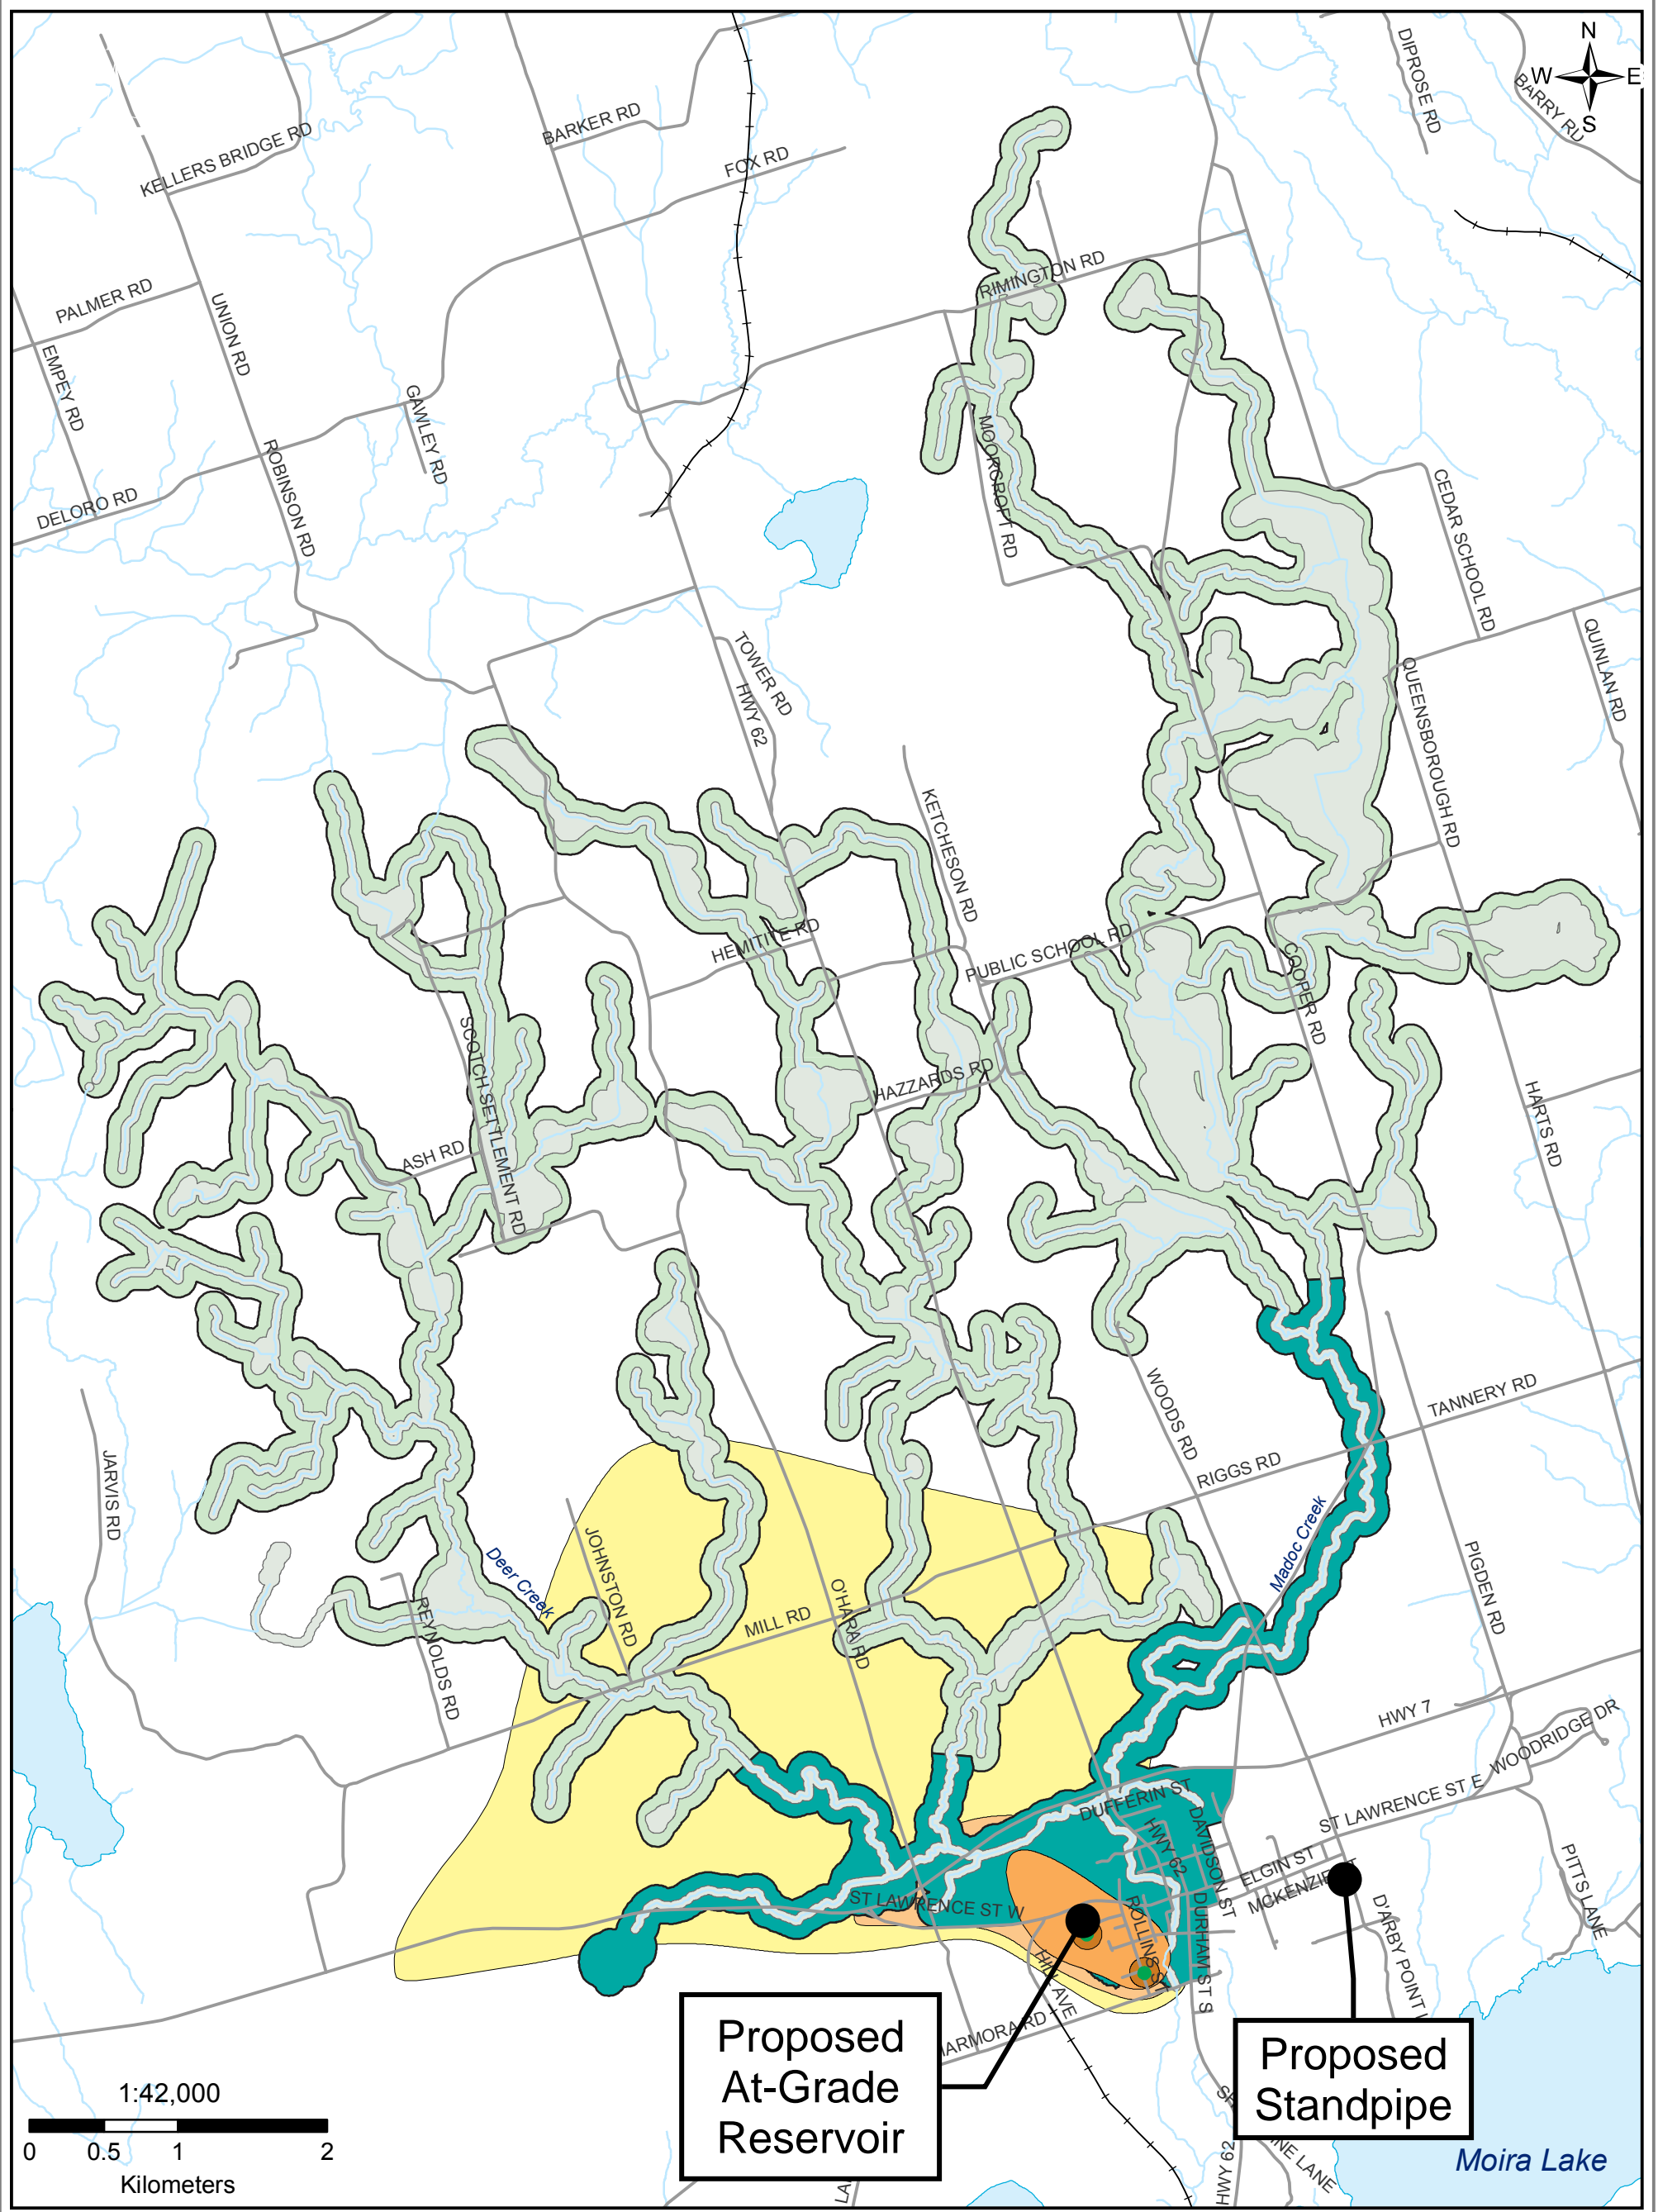 N
W E
S
DIPROSE RD
BARRY RD
BARKER RD
KELLERS BRIDGE RD
FOX RD
RIMINGTON RD
PALMER RD
UNION RD
EMPEY RD
GAWLEY RD
MOORCROFT RD
ROBINSON RD
CEDAR SCHOOL RD
DELORO RD
QUINLAN RD
TOWER RD
HWY 62
QUEENSBOROUGH RD
KETCHESON RD
HEMITITE RD
PUBLIC SCHOOL RD
COOPER RD
SCOTCH SETTLEMENT RD
HAZZARDS RD
HARTS RD
ASH RD
WOODS RD
TANNERY RD
RIGGS RD
JARVIS RD
Madoc Creek
JOHNSTON RD
Deer Creek
PIGDEN RD
O'HARA RD
MILL RD
REYNOLDS RD
HWY 7
WOODRIDGE DR
ST LAWRENCE ST E
DUFFERIN ST
DAVIDSON ST
HWY 62
ELGIN ST
MCKENZIE ST
PITTS LANE
ST LAWRENCE ST W
ROLLINS ST
DURHAM ST S
D'ARBY POINT
HILL AVE
ARMORA RD
Proposed
At-Grade
Reservoir
Proposed
Standpipe
1:42,000
0 0.5 1 2
Kilometers
NE LANE
HWY 62
Moira Lake
LA